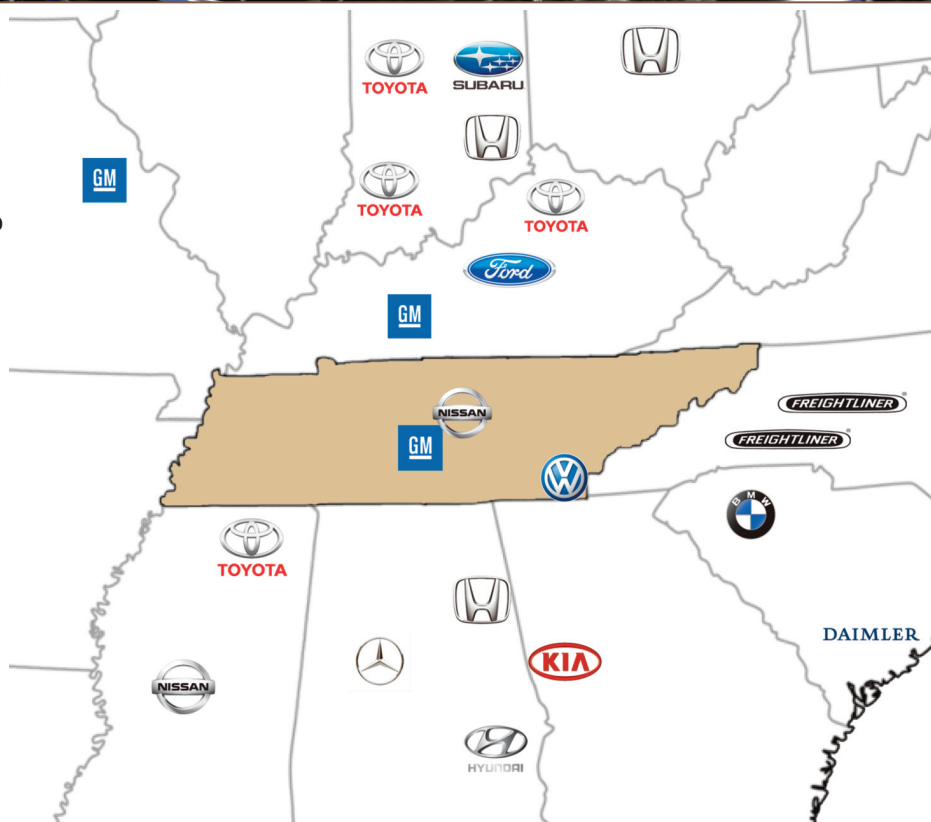 TOYOTA
SUBARU
GM
TOYOTA
TOYOTA
Ford
GM
NISSAN
FREIGHTLINER
GM
FREIGHTLINER
BMW
TOYOTA
DAIMLER
KIA
NISSAN
HYUNDAI